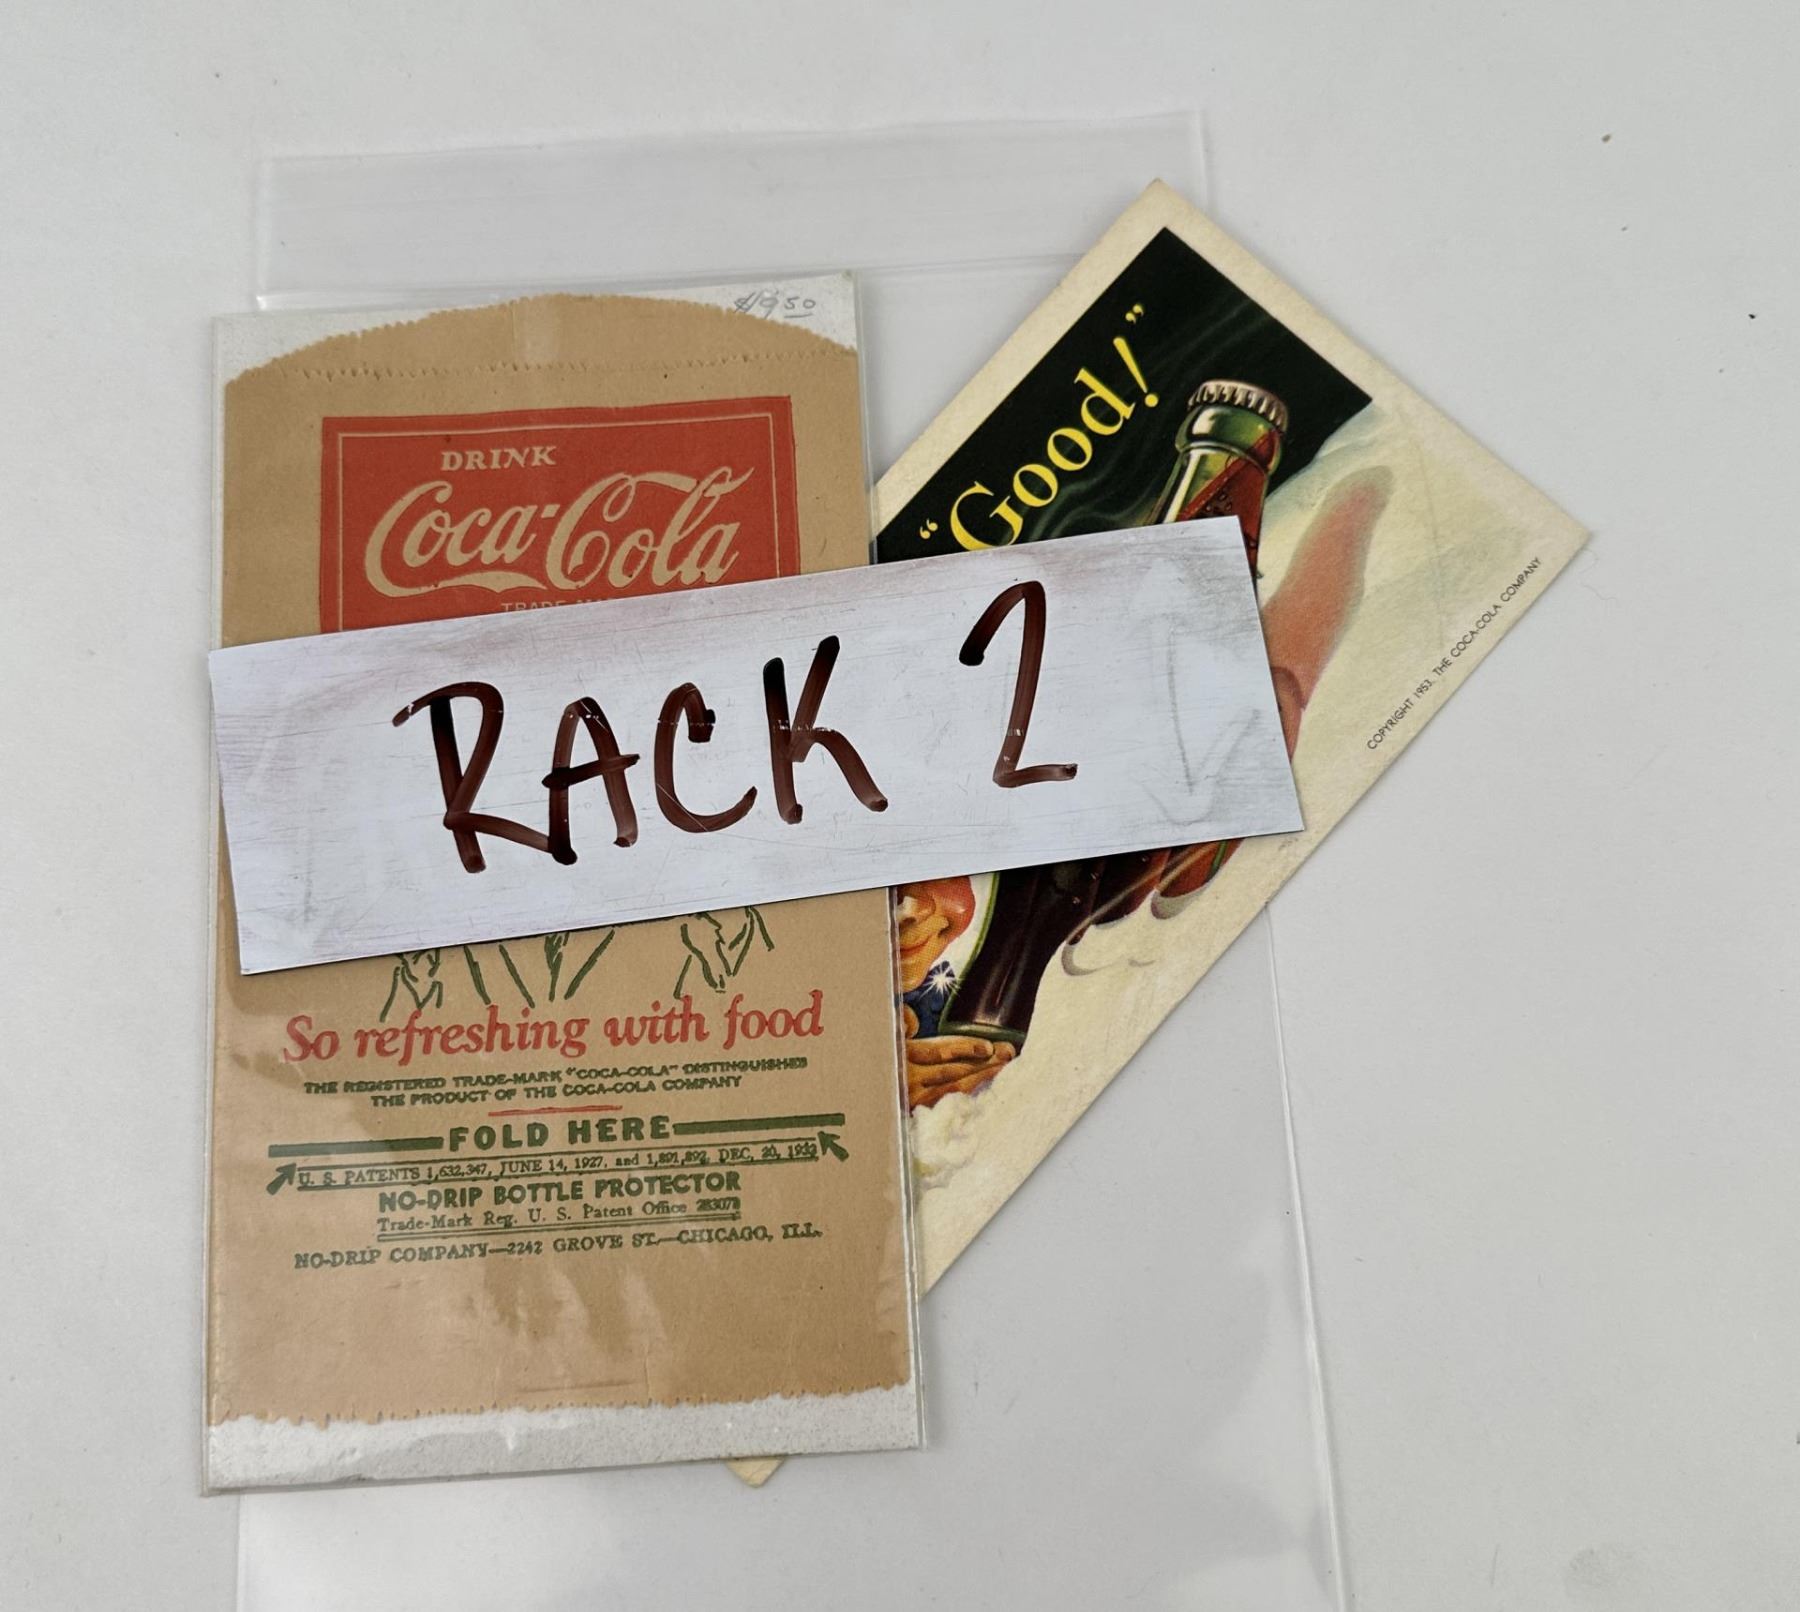 $9.50
DRINK
Coca-Cola
RACK 2
So refreshing with food
THE REGISTERED TRADE-MARK "COCA-COLA" DISTINGUISHES
THE PRODUCT OF THE COCA-COLA COMPANY
FOLD HERE
U. S. PATENTS 1,632,347, JUNE 14, 1927, and 1,891,892, DEC, 20, 1932
NO-DRIP BOTTLE PROTECTOR
Trade-Mark Reg. U. S. Patent Office
NO-DRIP COMPANY—2242 GROVE ST.—CHICAGO, ILL.
"Good!"
COPYRIGHT 1953, THE COCA-COLA COMPANY